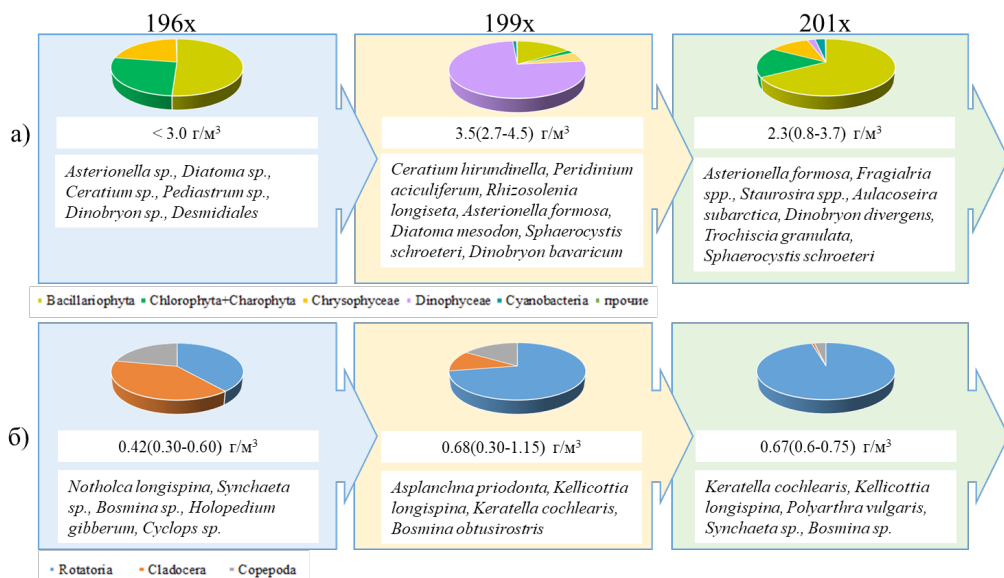 196x
199x
201x
а)
< 3.0 г/м³
3.5(2.7-4.5) г/м³
2.3(0.8-3.7) г/м³
Asterionella sp., Diatoma sp.,
Ceratium sp., Pediastrum sp.,
Dinobryon sp., Desmidiales
Ceratium hirundinella, Peridinium
aciculiferum, Rhizosolenia
longiseta, Asterionella formosa,
Diatoma mesodon, Sphaerocystis
schroeteri, Dinobryon bavaricum
Asterionella formosa, Fragialria
spp., Staurosira spp., Aulacoseira
subarctica, Dinobryon divergens,
Trochiscia granulata,
Sphaerocystis schroeteri
Bacillariophyta Chlorophyta+Charophyta Chrysophyceae Dinophyceae Cyanobacteria прочие
б)
0.42(0.30-0.60) г/м³
0.68(0.30-1.15) г/м³
0.67(0.6-0.75) г/м³
Notholca longispina, Synchaeta
sp., Bosmina sp., Holopedium
gibberum, Cyclops sp.
Asplanchna priodonta, Kellicottia
longispina, Keratella cochlearis,
Bosmina obtusirostris
Keratella cochlearis, Kellicottia
longispina, Polyarthra vulgaris,
Synchaeta sp., Bosmina sp.
Rotatoria Cladocera Copepoda